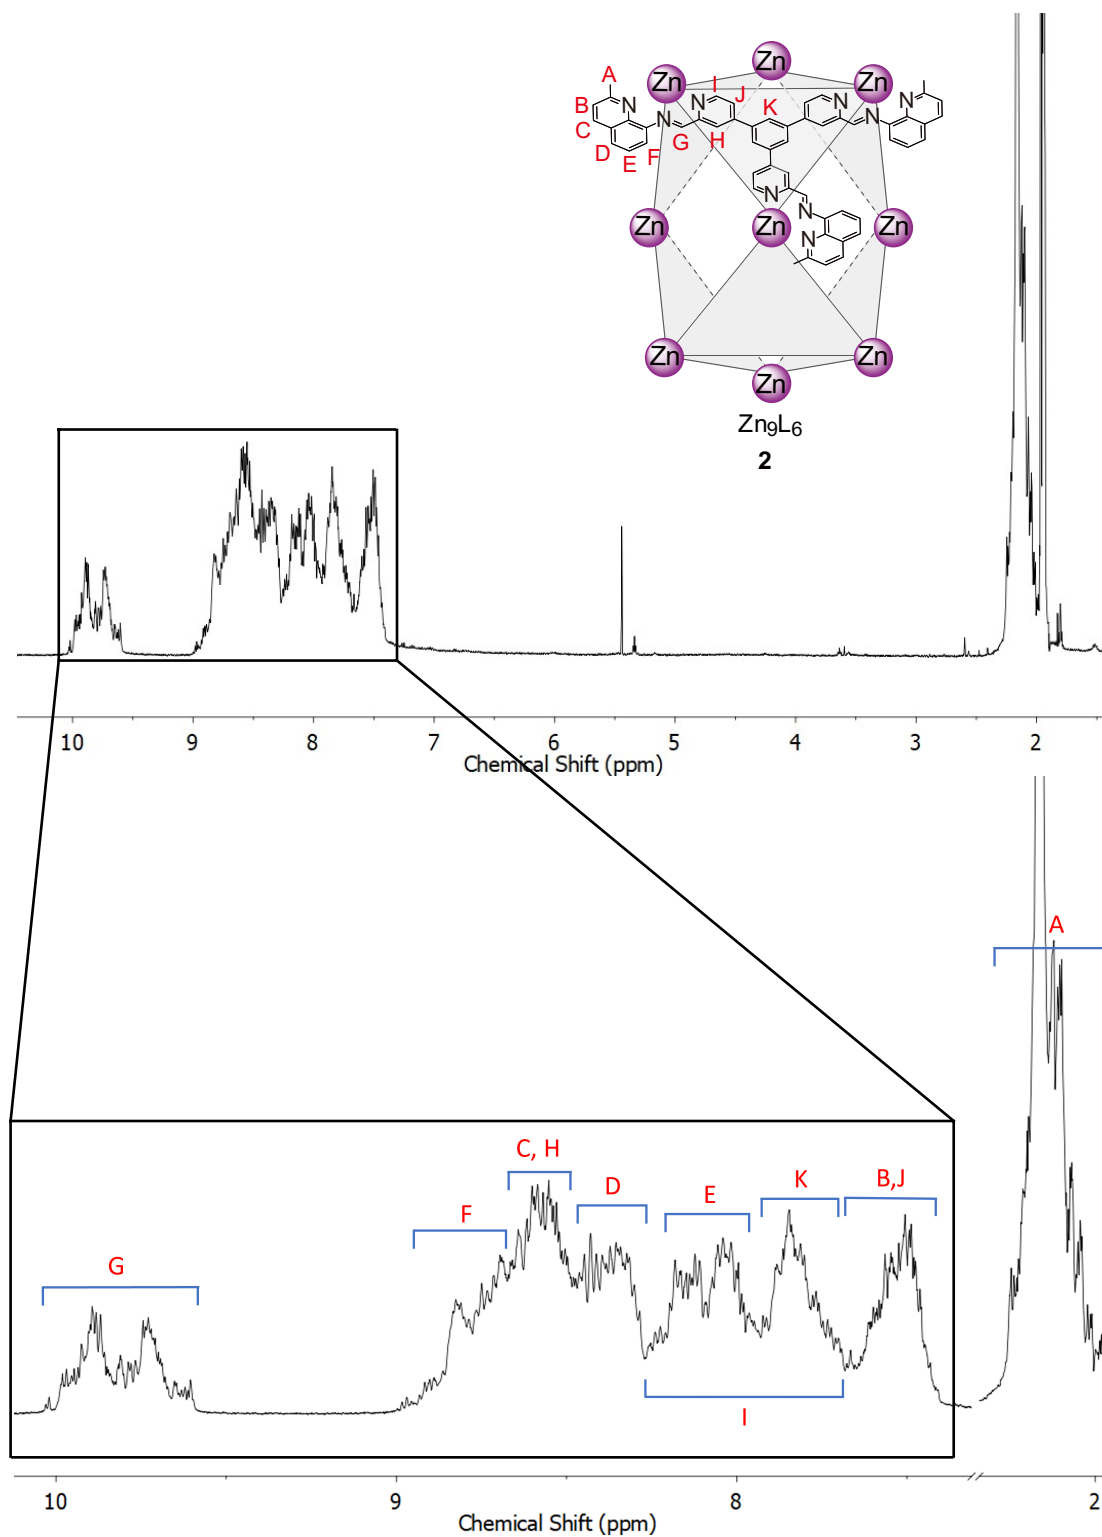 Zn
Zn Zn
A
B N N I J K N N N
C N G H
D E F
N
N
Zn Zn Zn
N
Zn Zn
Zn
Zn₉L₆
2
10 9 8 7 6 5 4 3 2
Chemical Shift (ppm)
A
C, H
F D E K B,J
G
I
10 9 8 2
Chemical Shift (ppm)